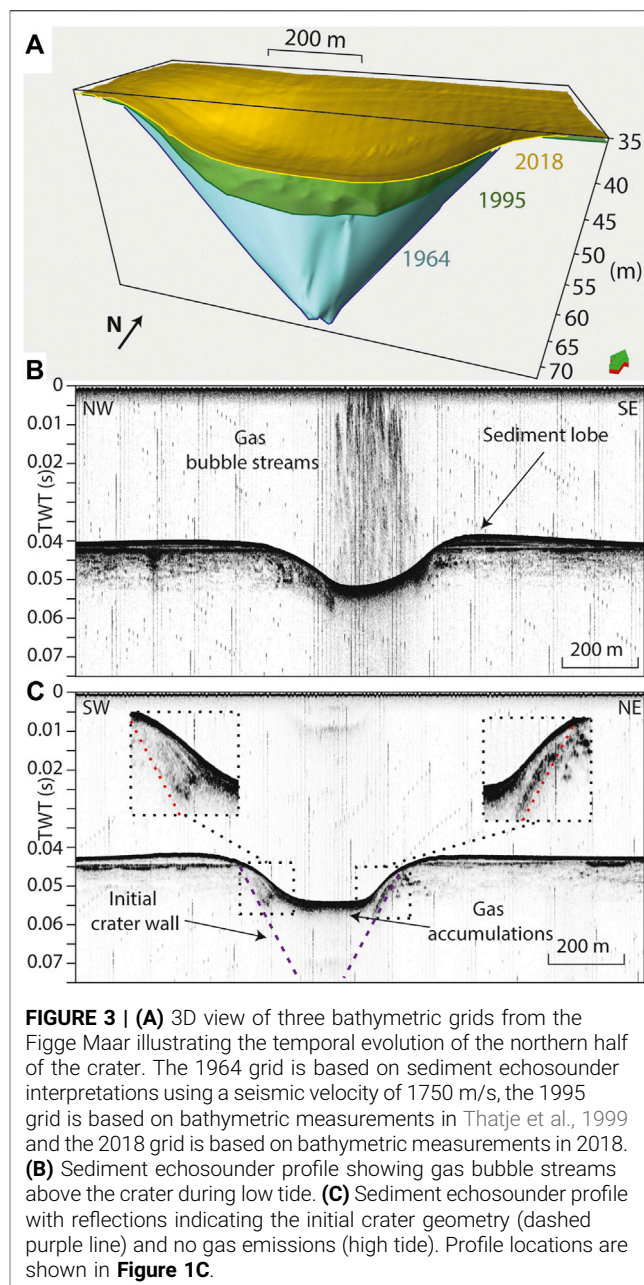 A
200 m
2018
1995
1964
35
40
45
50
(m)
55
60
65
70
N
B
0
NW
SE
Gas
bubble streams
Sediment lobe
TWT (s)
0.01
0.02
0.03
0.04
0.05
0.06
0.07
200 m
C
0
SW
NE
TWT (s)
0.01
0.02
0.03
0.04
0.05
0.06
0.07
Initial
crater wall
Gas
accumulations
200 m
FIGURE 3 | (A) 3D view of three bathymetric grids from the
Figge Maar illustrating the temporal evolution of the northern half
of the crater. The 1964 grid is based on sediment echosounder
interpretations using a seismic velocity of 1750 m/s, the 1995
grid is based on bathymetric measurements in Thatje et al., 1999
and the 2018 grid is based on bathymetric measurements in 2018.
(B) Sediment echosounder profile showing gas bubble streams
above the crater during low tide. (C) Sediment echosounder profile
with reflections indicating the initial crater geometry (dashed
purple line) and no gas emissions (high tide). Profile locations are
shown in Figure 1C.